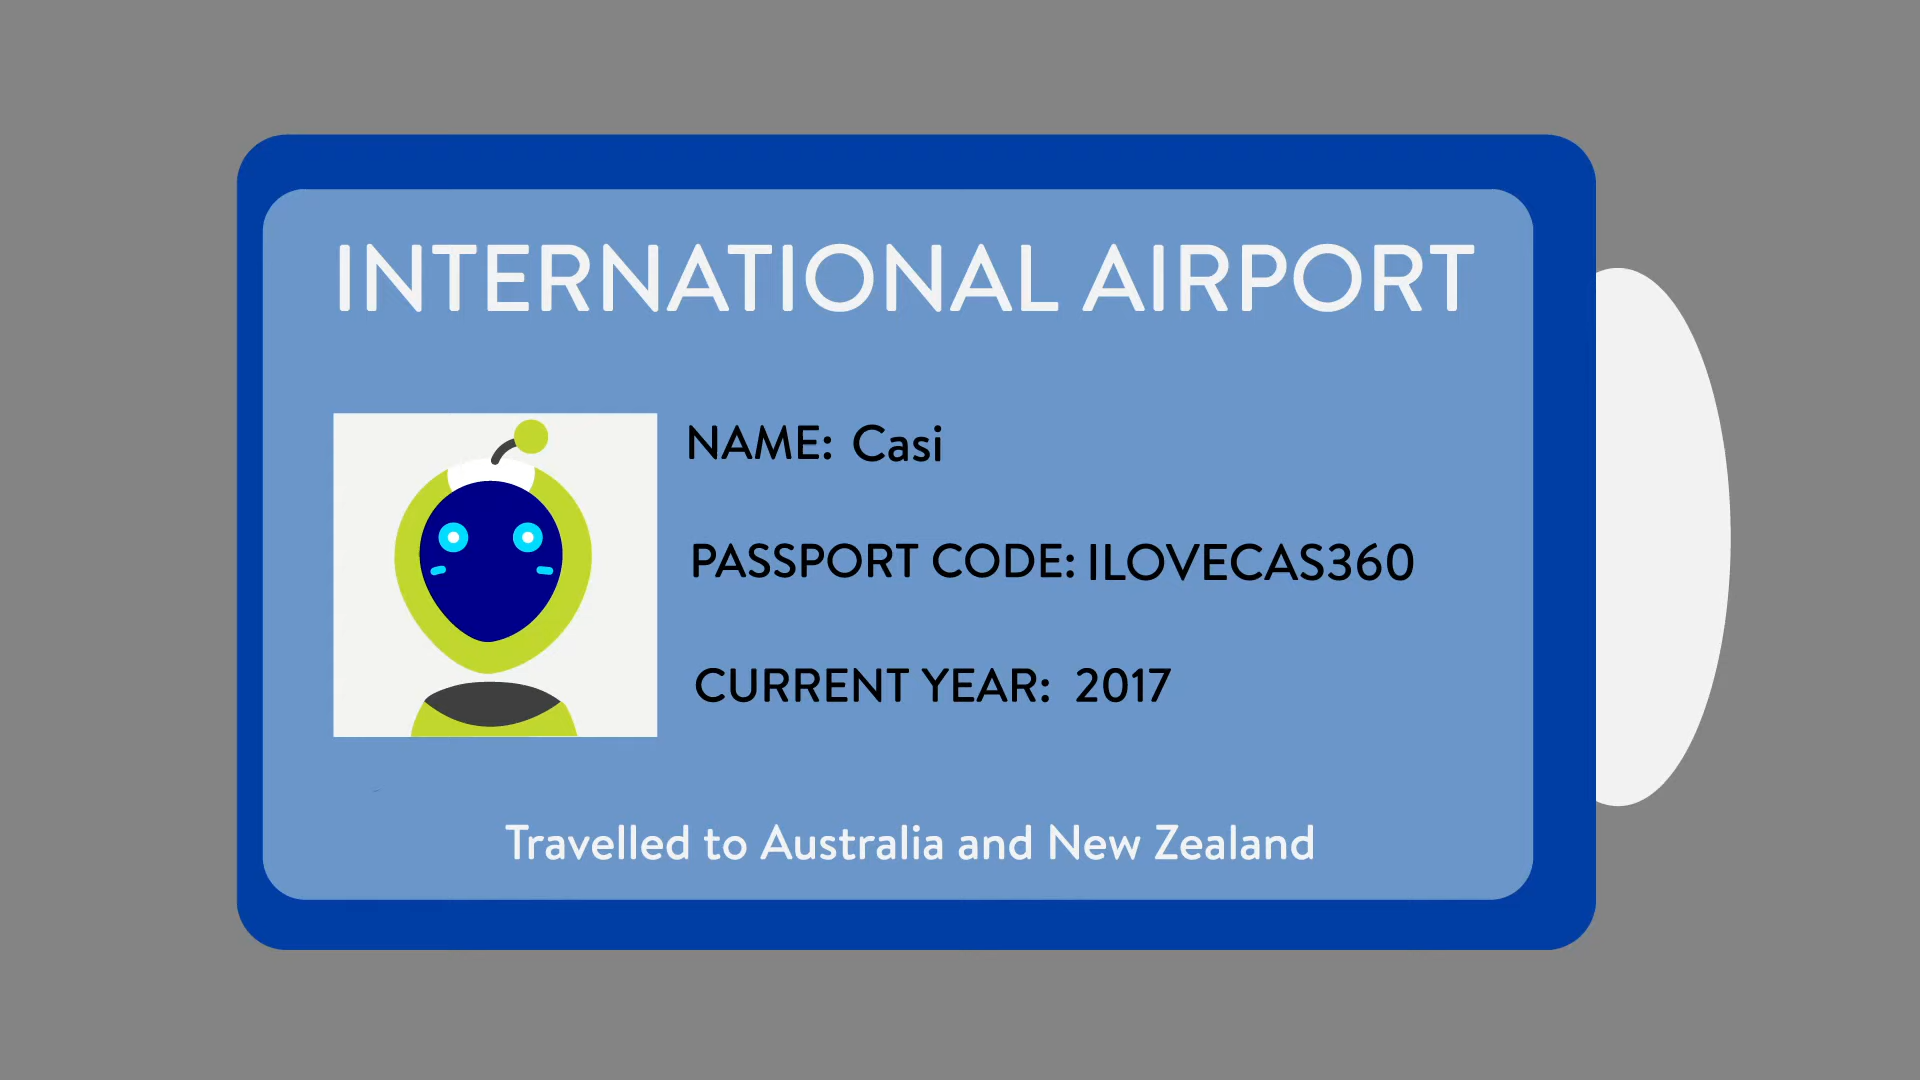 INTERNATIONAL AIRPORT
NAME: Casi
PASSPORT CODE: ILOVECAS360
CURRENT YEAR: 2017
Travelled to Australia and New Zealand